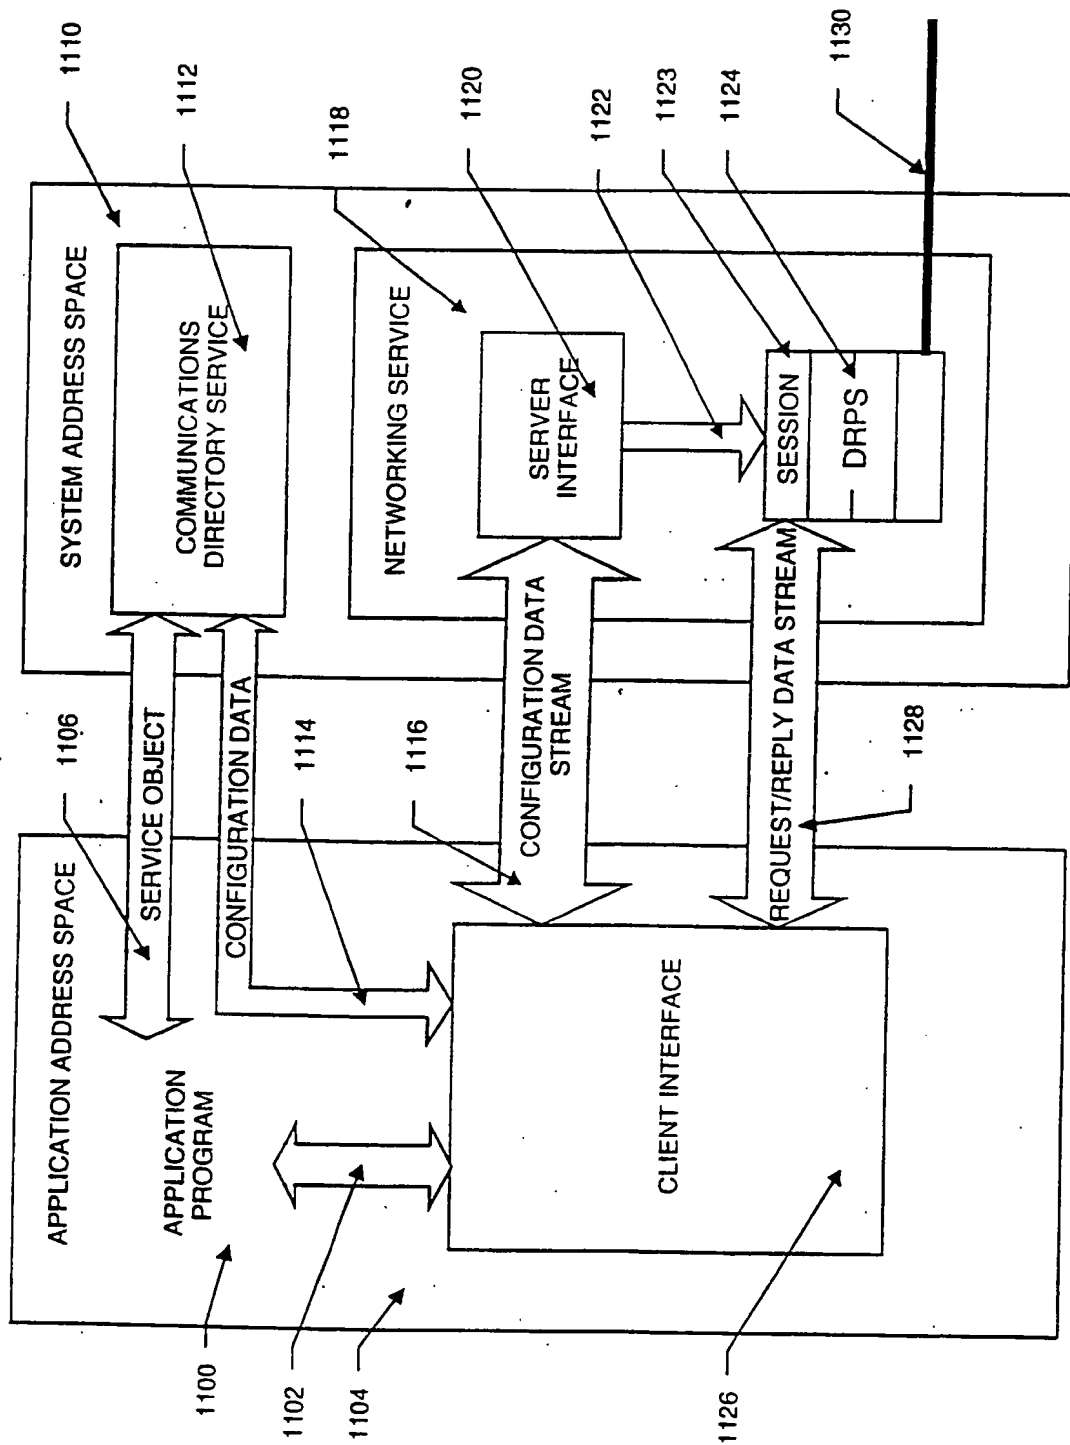 APPLICATION ADDRESS SPACE
APPLICATION
PROGRAM
CLIENT INTERFACE
SERVICE OBJECT
CONFIGURATION DATA
CONFIGURATION DATA
STREAM
REQUEST/REPLY DATA STREAM
SYSTEM ADDRESS SPACE
COMMUNICATIONS
DIRECTORY SERVICE
NETWORKING SERVICE
SERVER
INTERFACE
SESSION
DRPS
1100
1102
1104
1126
1106
1114
1116
1128
1110
1112
1118
1120
1122
1123
1124
1130